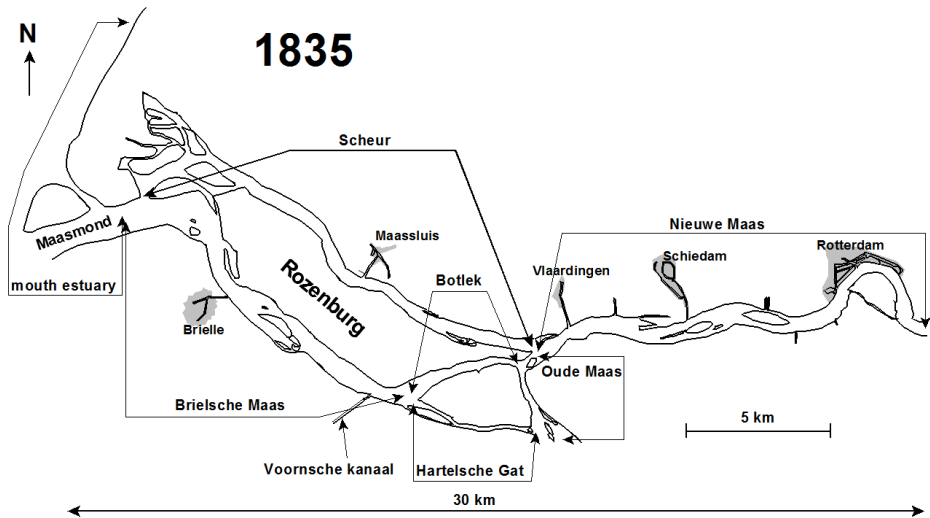 N
1835
Scheur
Maasmond
Maassluis
Nieuwe Maas
Rotterdam
Schiedam
Vlaardingen
mouth estuary
Rozenburg
Botlek
Brielle
Oude Maas
Brielsche Maas
5 km
Voornsche kanaal
Hartelsche Gat
30 km